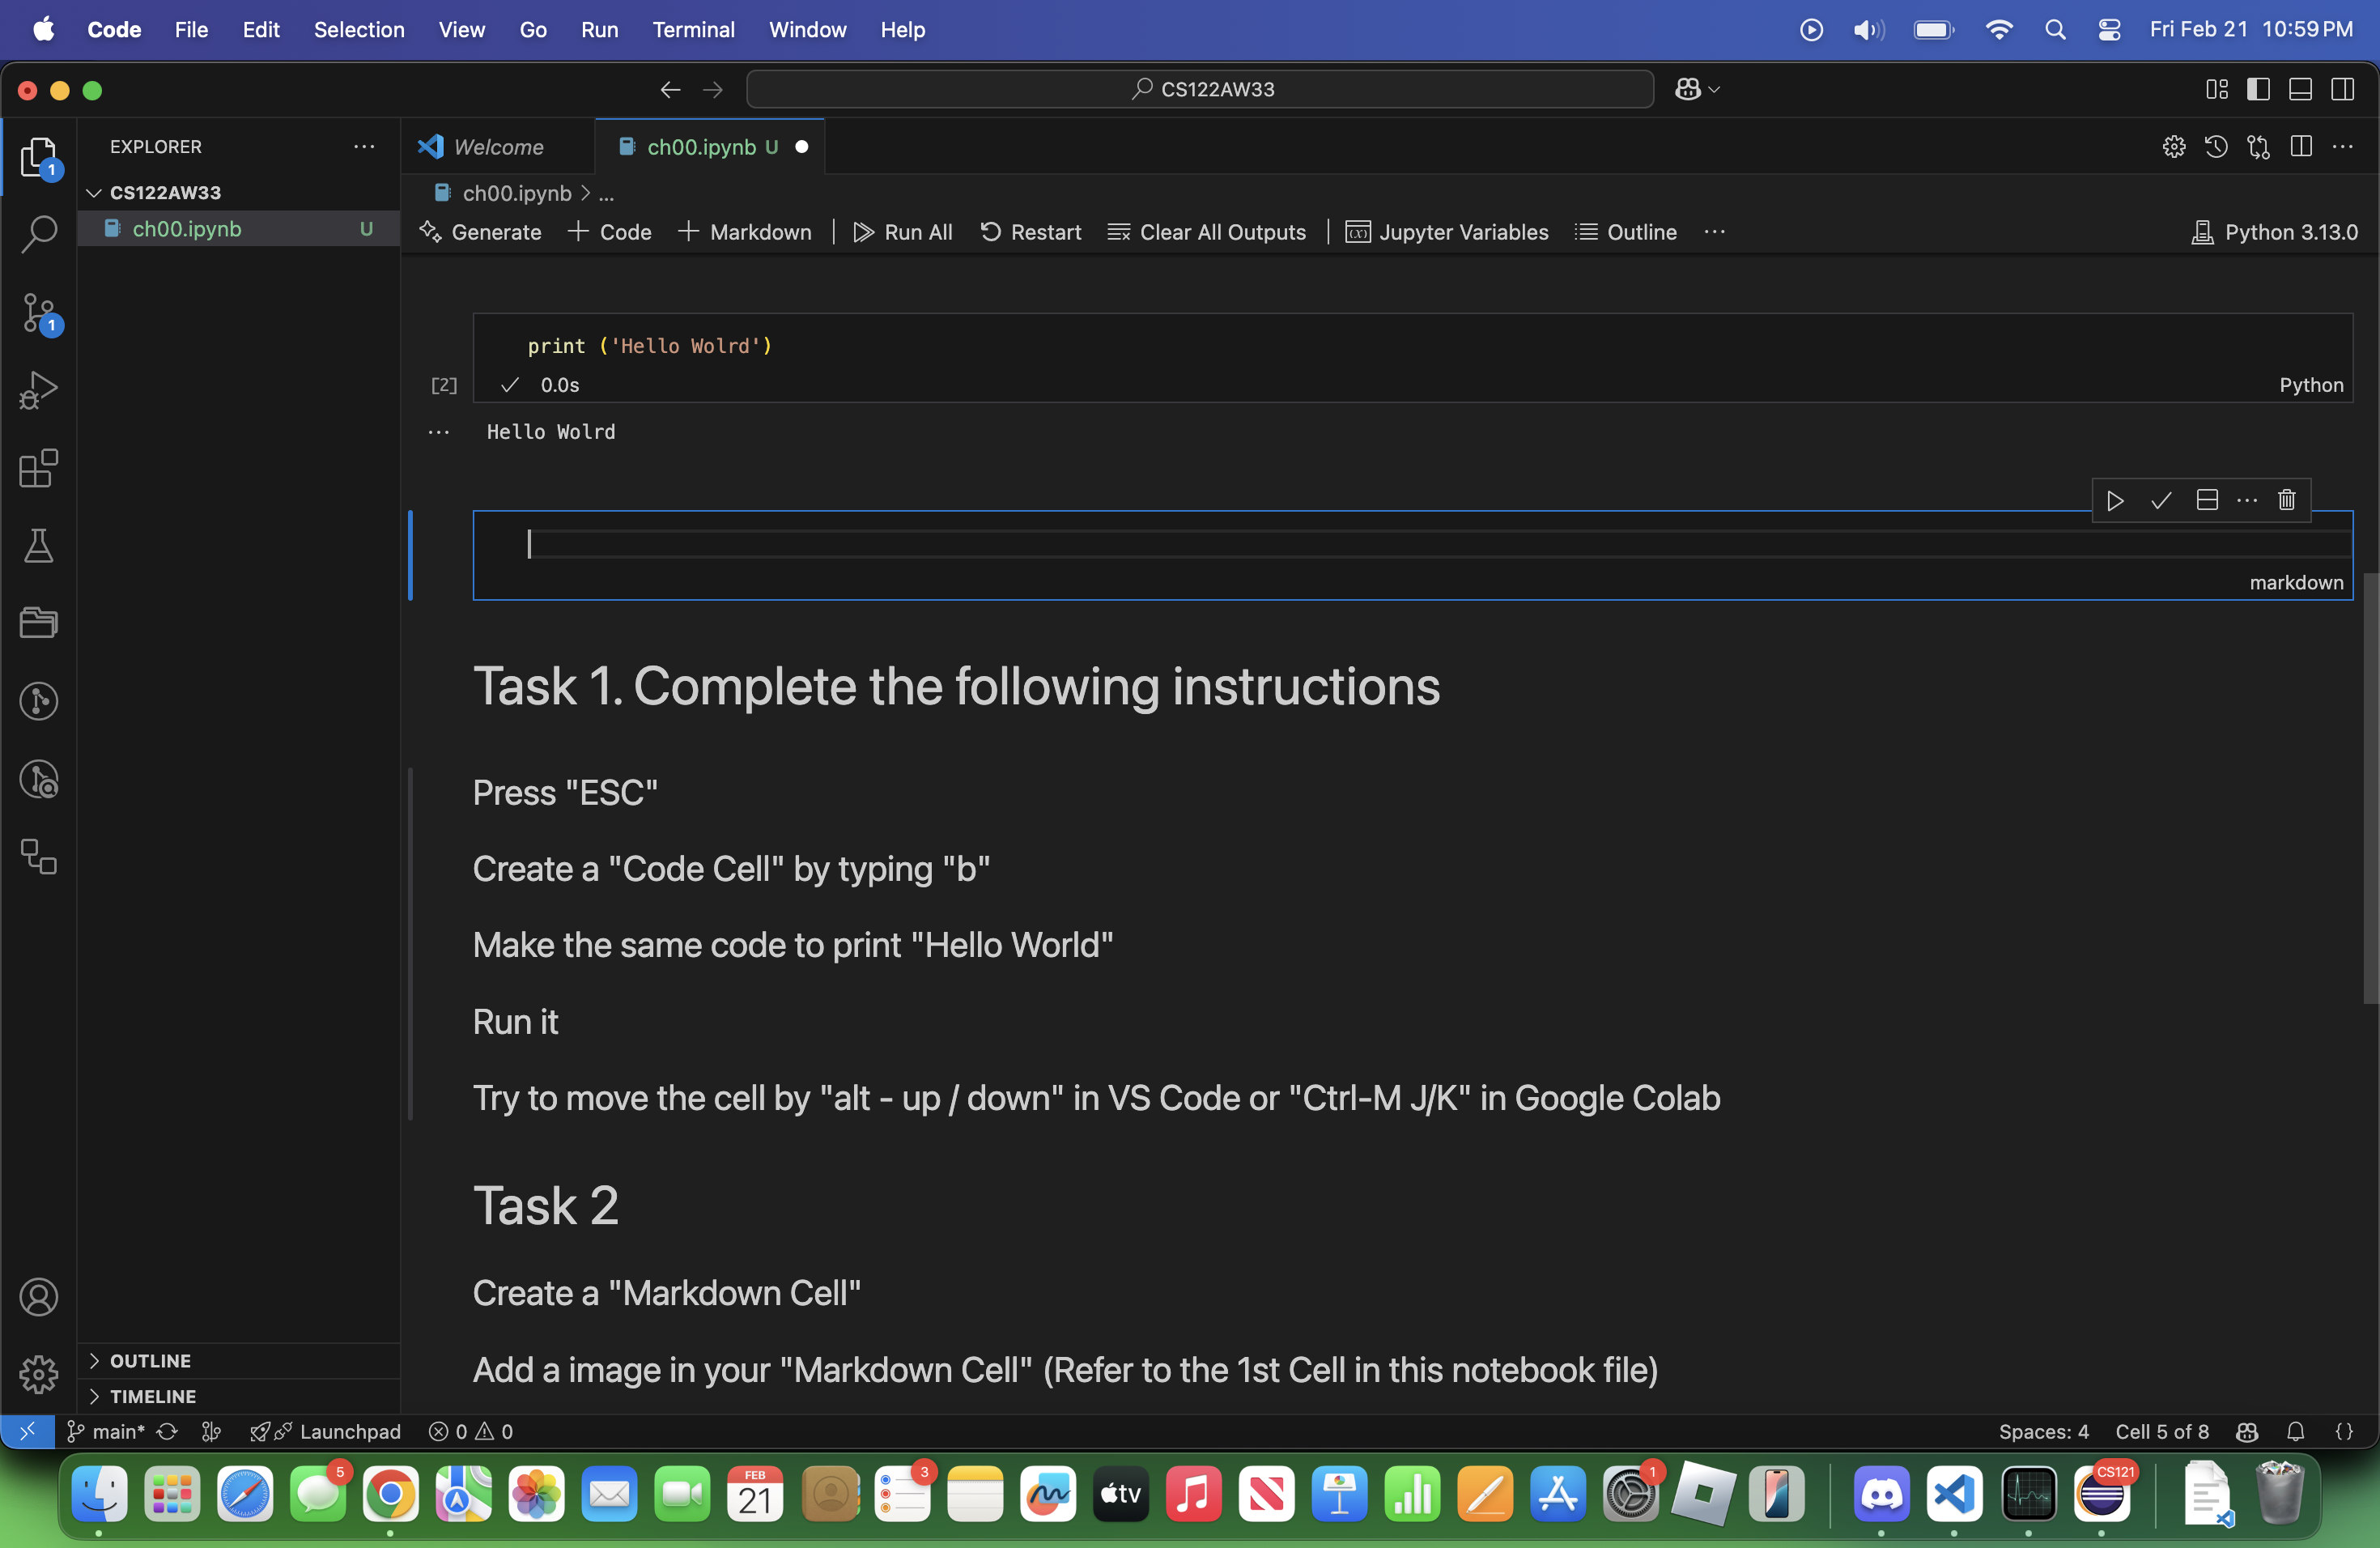 Code File Edit Selection View Go Run Terminal Window Help Fri Feb 21 10:59 PM
CS122AW33
EXPLORER
Welcome
ch00.ipynb U
CS122AW33
ch00.ipynb > ...
ch00.ipynb U
Generate + Code + Markdown | Run All Restart Clear All Outputs | Jupyter Variables Outline ... Python 3.13.0
1
1
print ('Hello Wolrd')
[2] 0.0s Python
Hello Wolrd
markdown
Task 1. Complete the following instructions
Press "ESC"
Create a "Code Cell" by typing "b"
Make the same code to print "Hello World"
Run it
Try to move the cell by "alt - up / down" in VS Code or "Ctrl-M J/K" in Google Colab
Task 2
Create a "Markdown Cell"
Add a image in your "Markdown Cell" (Refer to the 1st Cell in this notebook file)
OUTLINE
TIMELINE
main* Launchpad 0 0 Spaces: 4 Cell 5 of 8
5 FEB 21 3 tv 1 CS121